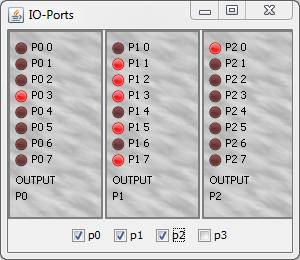 IO-Ports
P0 0
P0 1
P0 2
P0 3
P0 4
P0 5
P0 6
P0 7
OUTPUT
P0
P1 0
P1 1
P1 2
P1 3
P1 4
P1 5
P1 6
P1 7
OUTPUT
P1
P2 0
P2 1
P2 2
P2 3
P2 4
P2 5
P2 6
P2 7
OUTPUT
P2
p0 p1 p2 p3